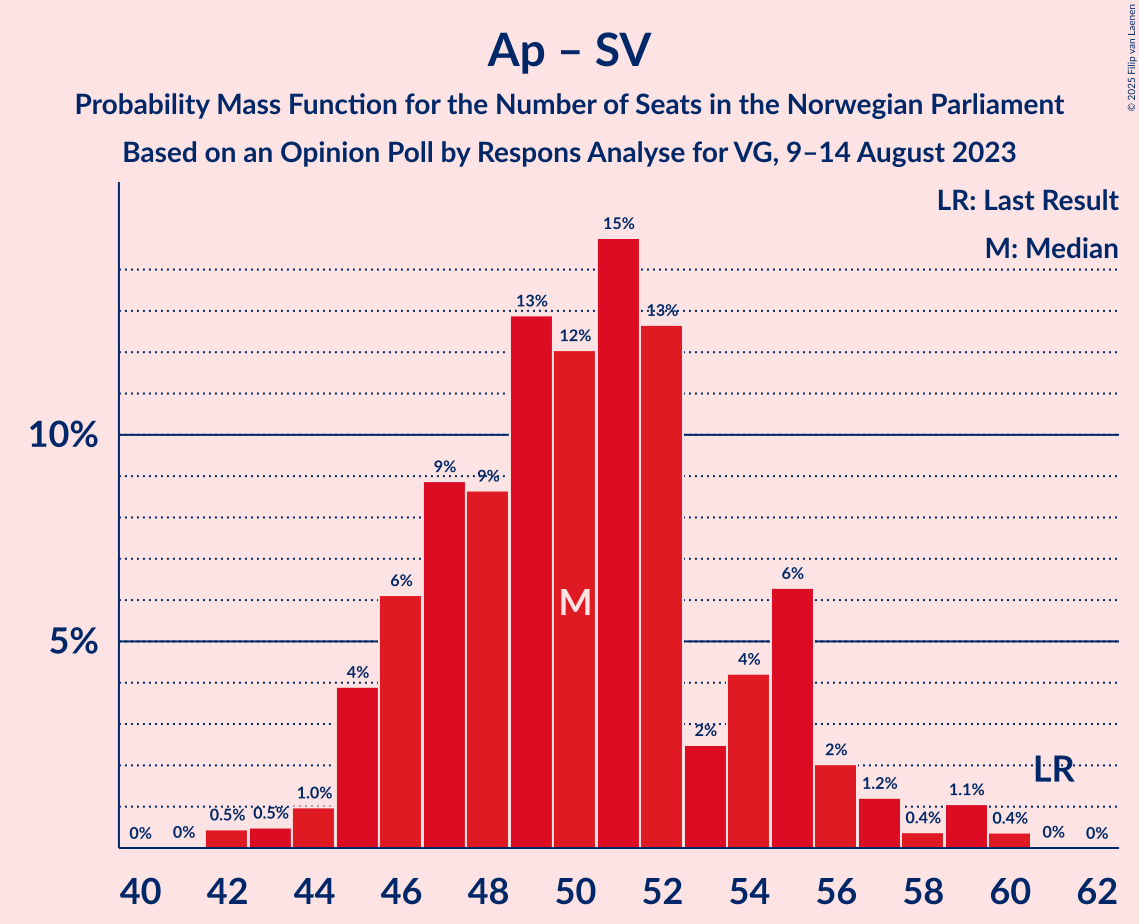 Ap – SV
Probability Mass Function for the Number of Seats in the Norwegian Parliament
Based on an Opinion Poll by Respons Analyse for VG, 9–14 August 2023
© 2025 Filip van Laenen
LR: Last Result
M: Median
15%
13%
13%
12%
10%
9%
9%
6%
6%
M
5%
4%
4%
2%
2%
LR
1.2%
1.1%
1.0%
0.5%
0.5%
0.4%
0.4%
0%
0%
0%
0%
40 42 44 46 48 50 52 54 56 58 60 62